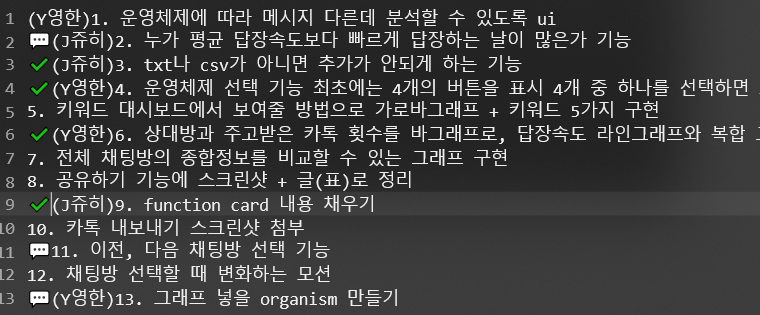 1 (Y영한)1. 운영체제에 따라 메시지 다른데 분석할 수 있도록 ui
2 💬(J쥬히)2. 누가 평균 답장속도보다 빠르게 답장하는 날이 많은가 기능
3 ✔(J쥬히)3. txt나 csv가 아니면 추가가 안되게 하는 기능
4 ✔(Y영한)4. 운영체제 선택 기능 최초에는 4개의 버튼을 표시 4개 중 하나를 선택하면
5 5. 키워드 대시보드에서 보여줄 방법으로 가로바그래프 + 키워드 5가지 구현
6 ✔(Y영한)6. 상대방과 주고받은 카톡 횟수를 바그래프로, 답장속도 라인그래프와 복합
7 7. 전체 채팅방의 종합정보를 비교할 수 있는 그래프 구현
8 8. 공유하기 기능에 스크린샷 + 글(표)로 정리
9 ✔(J쥬히)9. function card 내용 채우기
10 10. 카톡 내보내기 스크린샷 첨부
11 💬11. 이전, 다음 채팅방 선택 기능
12 12. 채팅방 선택할 때 변화하는 모션
13 💬(Y영한)13. 그래프 넣을 organism 만들기